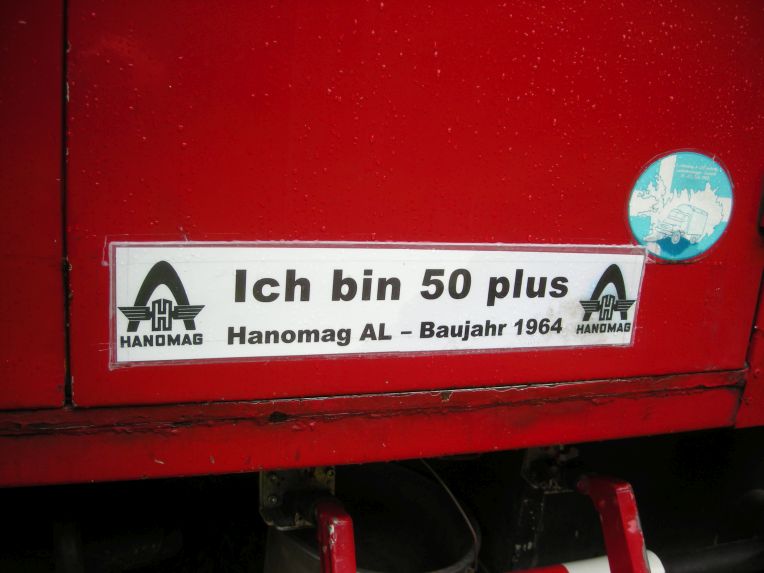 Ich bin 50 plus
HANOMAG
Hanomag AL – Baujahr 1964
HANOMAG